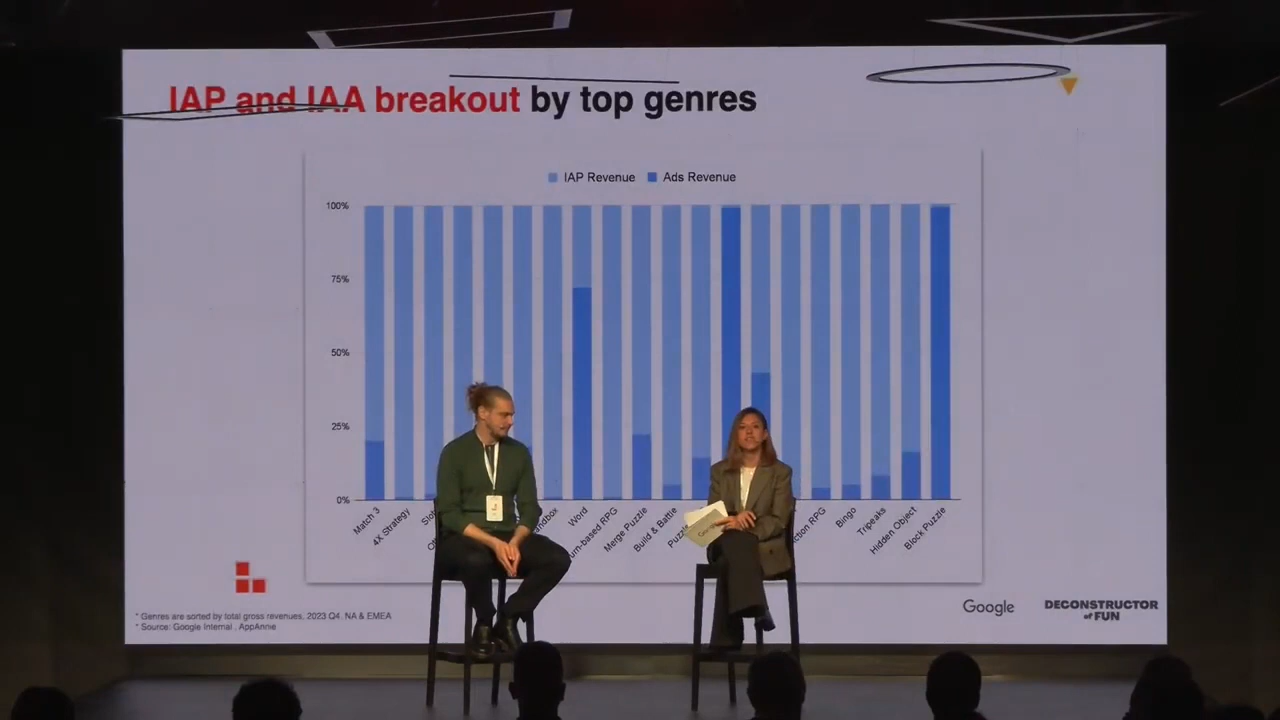 IAP and IAA breakout by top genres
IAP Revenue Ads Revenue
100%
75%
50%
25%
0%
Match 3
4X Strategy
Word
Merge Puzzle
Build & Battle
Bingo
Tripeaks
Hidden Object
Block Puzzle
* Genres are sorted by total gross revenues, 2023 Q4. NA & EMEA
* Source: Google Internal , AppAnnie
Google
DECONSTRUCTOR
of FUN